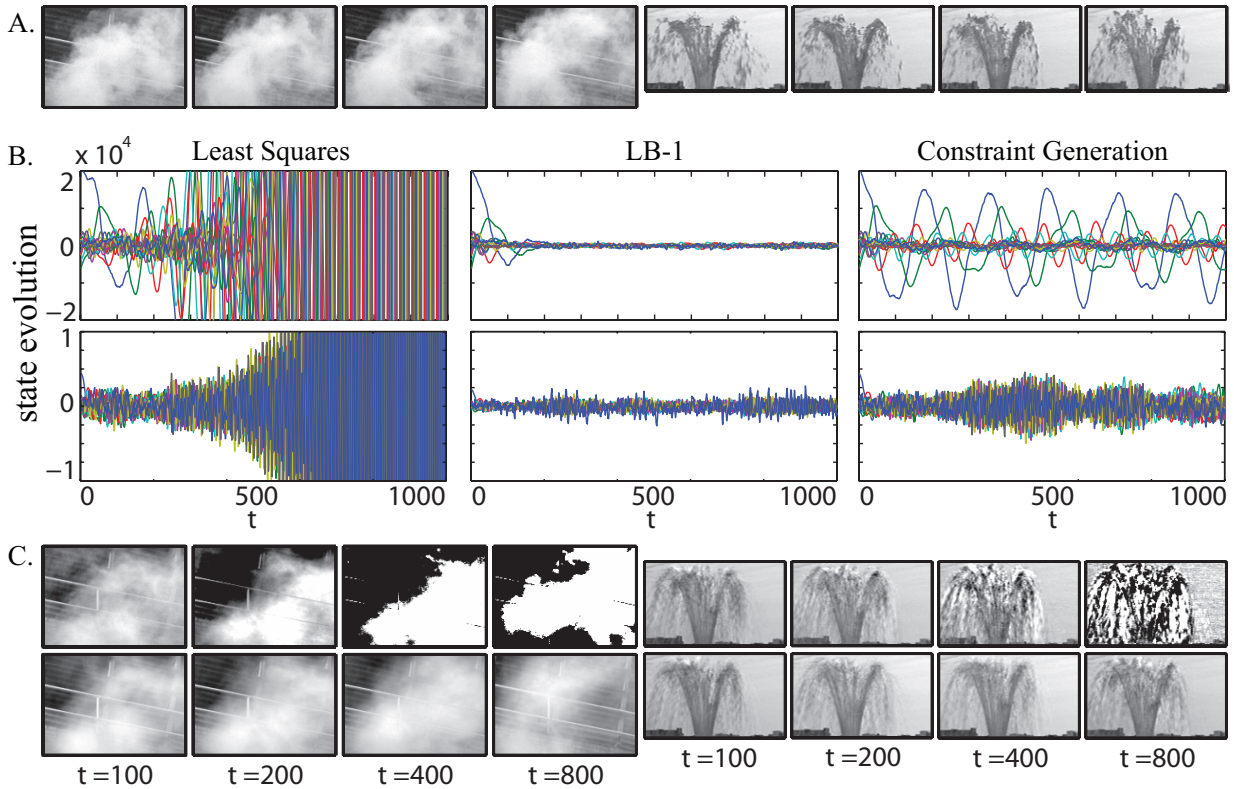 A.
B.
x 10^4
Least Squares
LB-1
Constraint Generation
state evolution
2
0
−2
1
0
−1
0 500 1000
t
0 500 1000
t
0 500 1000
t
C.
t =100
t =200
t =400
t =800
t =100
t =200
t =400
t =800